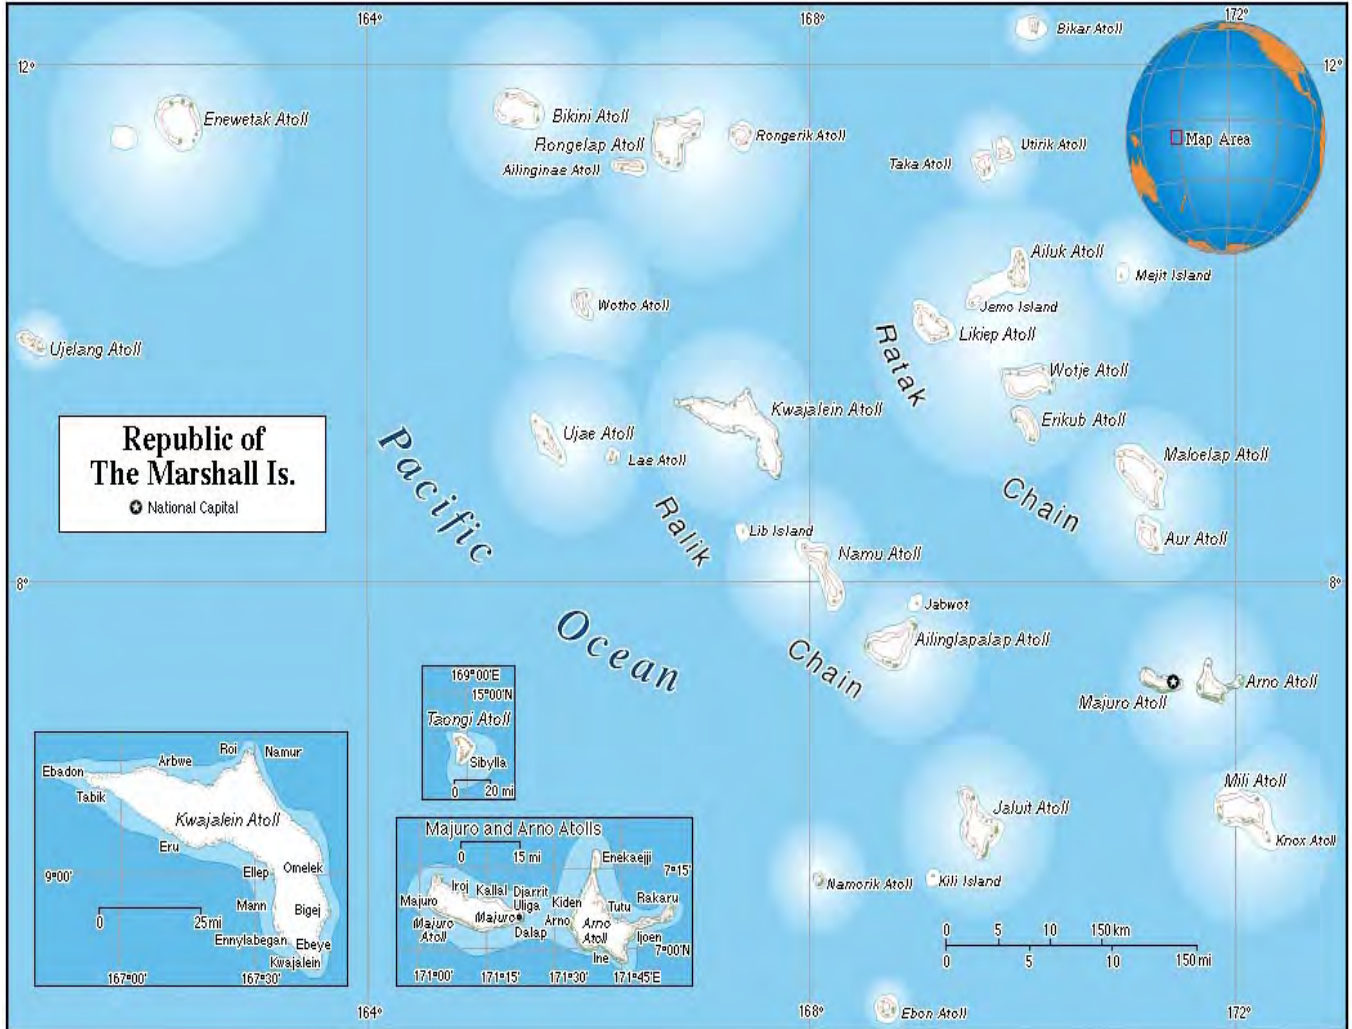 164°
168°
172°
Bikar Atoll
12°
12°
Enewetak Atoll
Bikini Atoll
Rongelap Atoll
Rongerik Atoll
Ailinginae Atoll
Utirik Atoll
Taka Atoll
Map Area
Ailuk Atoll
Mejit Island
Jemo Island
Likiep Atoll
Wotho Atoll
Ujelang Atoll
Ratak
Wotje Atoll
Kwajalein Atoll
Erikub Atoll
Ujae Atoll
Lae Atoll
Maloelap Atoll
Republic of
The Marshall Is.
National Capital
Pacific
Chain
Ralik
Lib Island
Aur Atoll
Namu Atoll
8°
8°
Jabwot
Ocean
Ailinglapalap Atoll
Chain
Majuro Atoll
Arno Atoll
169°00'E
15°00'N
Taongi Atoll
Sibylla
0 20 mi
Roi
Namur
Arbwe
Ebadon
Tabik
Kwajalein Atoll
Eru
Omelek
Ellep
9°00'
Mann
Bigej
0 25mi
Ennylabegan
Ebeye
Kwajalein
167°00'
167°30'
Majuro and Arno Atolls
0 15 mi
Enekaejji
7°15'
Iroj
Kallal
Djarrit
Uliga
Majuro
Kiden
Tutu
Rakaru
Majuro
Atoll
Majuro
Dalap
Arno
Arno
Atoll
Ijoen
7°00'N
Ine
171°00'
171°15'
171°30'
171°45'E
Jaluit Atoll
Mili Atoll
Knox Atoll
Namorik Atoll
Kili Island
0 5 10 150 km
0 5 10 150 mi
164°
168°
Ebon Atoll
172°